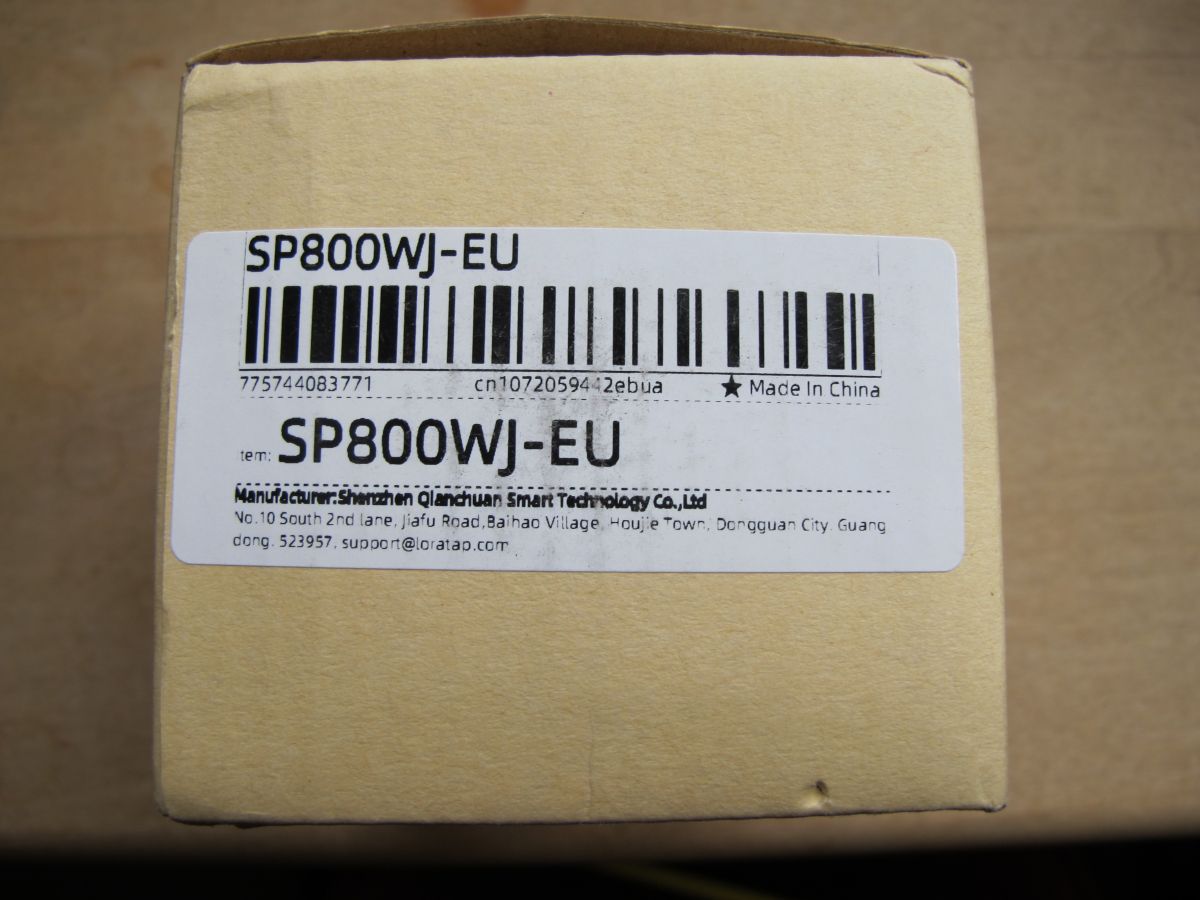 SP800WJ-EU
775744083771 cn1072059442ebua ★ Made In China
tem: SP800WJ-EU
Manufacturer:Shenzhen Qianchuan Smart Technology Co.,Ltd
No.10 South 2nd lane, Jiafu Road,Baihao Village, Houjie Town, Dongguan City. Guang
dong. 523957. support@loratap.com